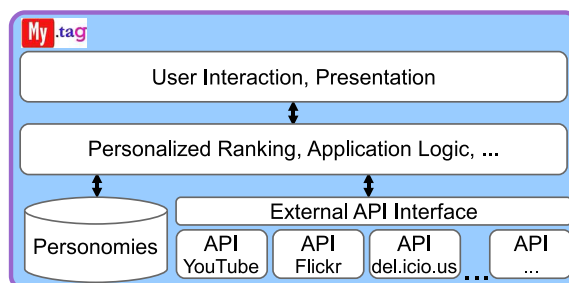 My.tag
User Interaction, Presentation
Personalized Ranking, Application Logic, ...
External API Interface
Personomies
API
YouTube
API
Flickr
API
del.icio.us
...
API
...